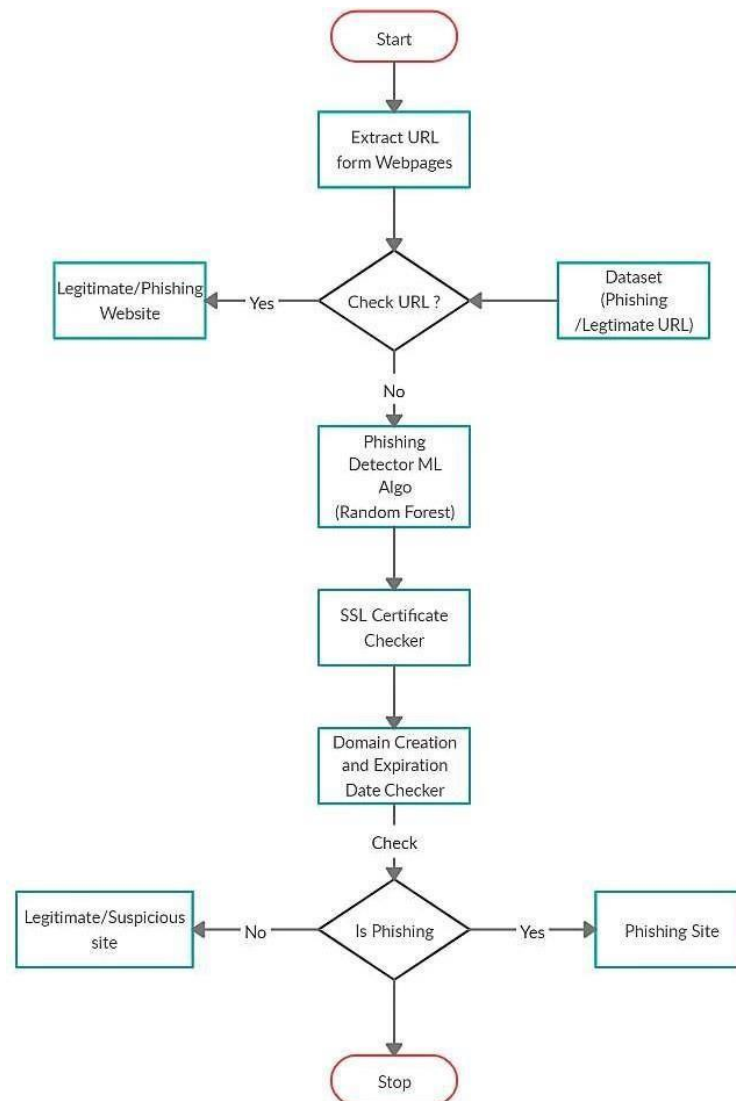 Start
Extract URL
form Webpages
Legitimate/Phishing
Website
Yes
Check URL ?
Dataset
(Phishing
/Legtimate URL)
No
Phishing
Detector ML
Algo
(Random Forest)
SSL Certificate
Checker
Domain Creation
and Expiration
Date Checker
Check
Legitimate/Suspicious
site
No
Is Phishing
Yes
Phishing Site
Stop